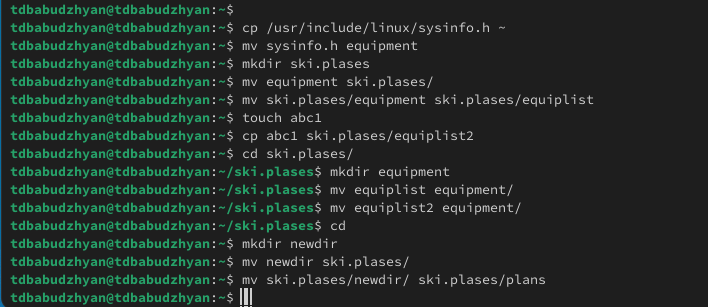 tdbabudzhyan@tdbabudzhyan:~$
tdbabudzhyan@tdbabudzhyan:~$ cp /usr/include/linux/sysinfo.h ~
tdbabudzhyan@tdbabudzhyan:~$ mv sysinfo.h equipment
tdbabudzhyan@tdbabudzhyan:~$ mkdir ski.plases
tdbabudzhyan@tdbabudzhyan:~$ mv equipment ski.plases/
tdbabudzhyan@tdbabudzhyan:~$ mv ski.plases/equipment ski.plases/equiplist
tdbabudzhyan@tdbabudzhyan:~$ touch abc1
tdbabudzhyan@tdbabudzhyan:~$ cp abc1 ski.plases/equiplist2
tdbabudzhyan@tdbabudzhyan:~$ cd ski.plases/
tdbabudzhyan@tdbabudzhyan:~/ski.plases$ mkdir equipment
tdbabudzhyan@tdbabudzhyan:~/ski.plases$ mv equiplist equipment/
tdbabudzhyan@tdbabudzhyan:~/ski.plases$ mv equiplist2 equipment/
tdbabudzhyan@tdbabudzhyan:~/ski.plases$ cd
tdbabudzhyan@tdbabudzhyan:~$ mkdir newdir
tdbabudzhyan@tdbabudzhyan:~$ mv newdir ski.plases/
tdbabudzhyan@tdbabudzhyan:~$ mv ski.plases/newdir/ ski.plases/plans
tdbabudzhyan@tdbabudzhyan:~$